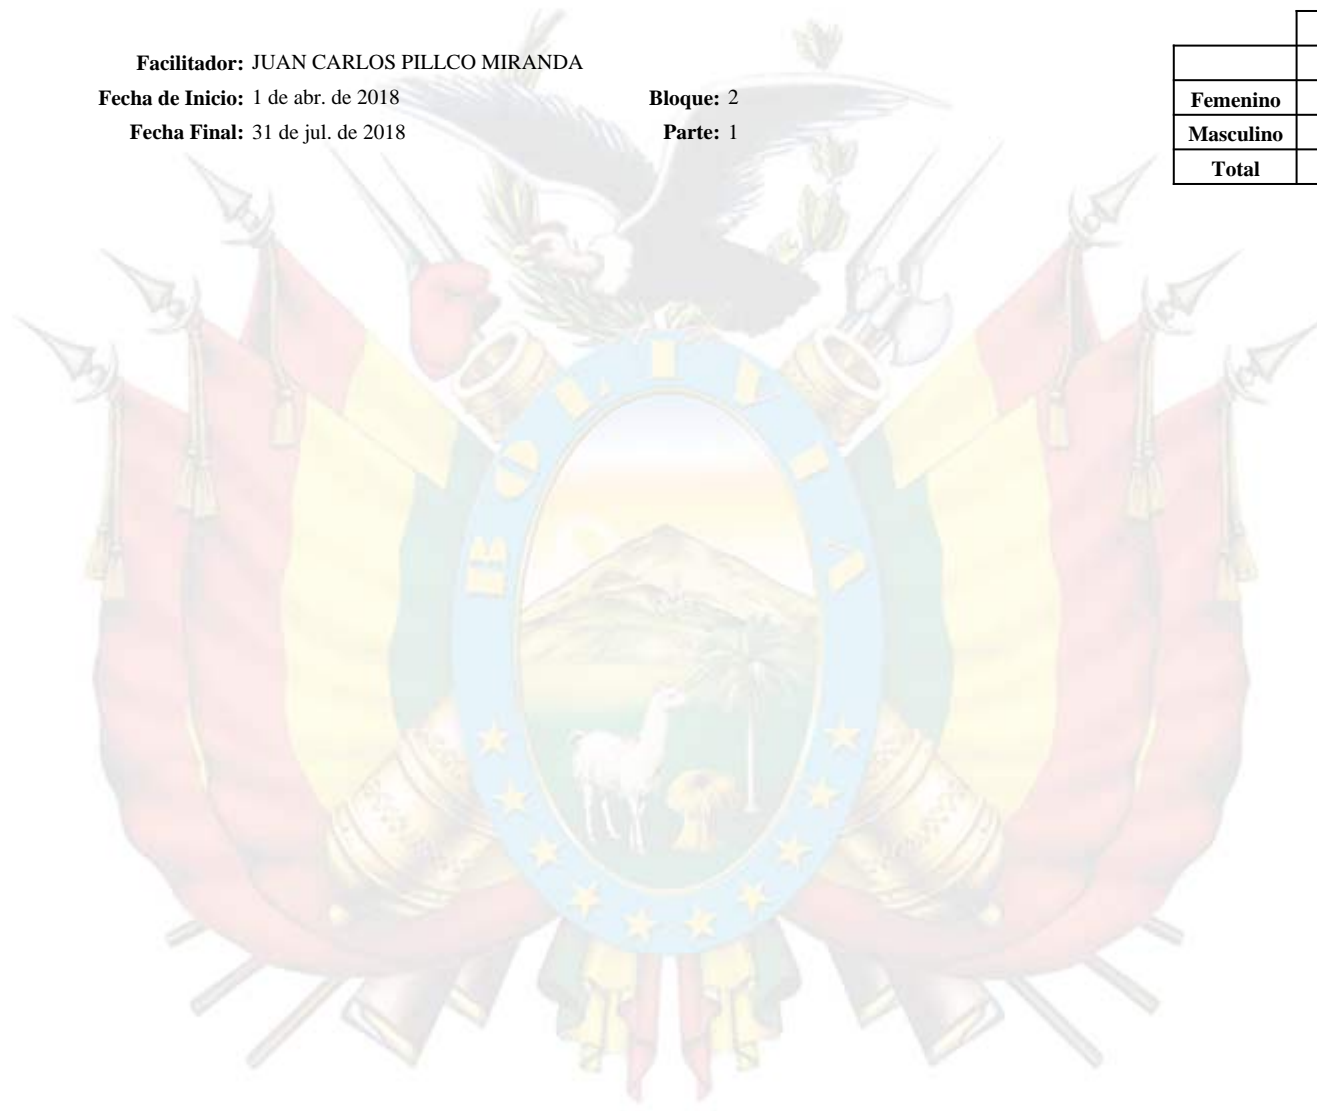 Facilitador: JUAN CARLOS PILLCO MIRANDA
Fecha de Inicio: 1 de abr. de 2018 Bloque: 2
Fecha Final: 31 de jul. de 2018 Parte: 1
Femenino
Masculino
Total
BOLIVIA